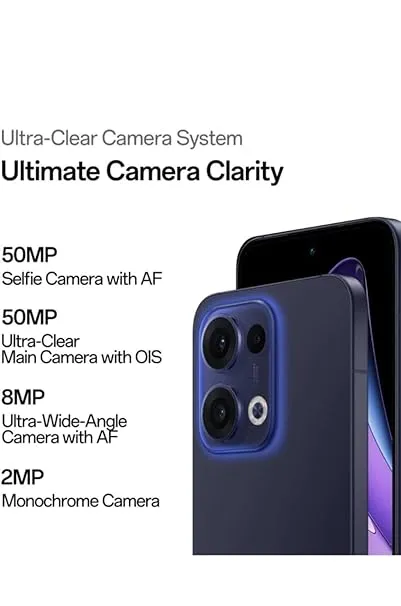 Ultra-Clear Camera System
Ultimate Camera Clarity
50MP
Selfie Camera with AF
50MP
Ultra-Clear
Main Camera with OIS
8MP
Ultra-Wide-Angle
Camera with AF
2MP
Monochrome Camera